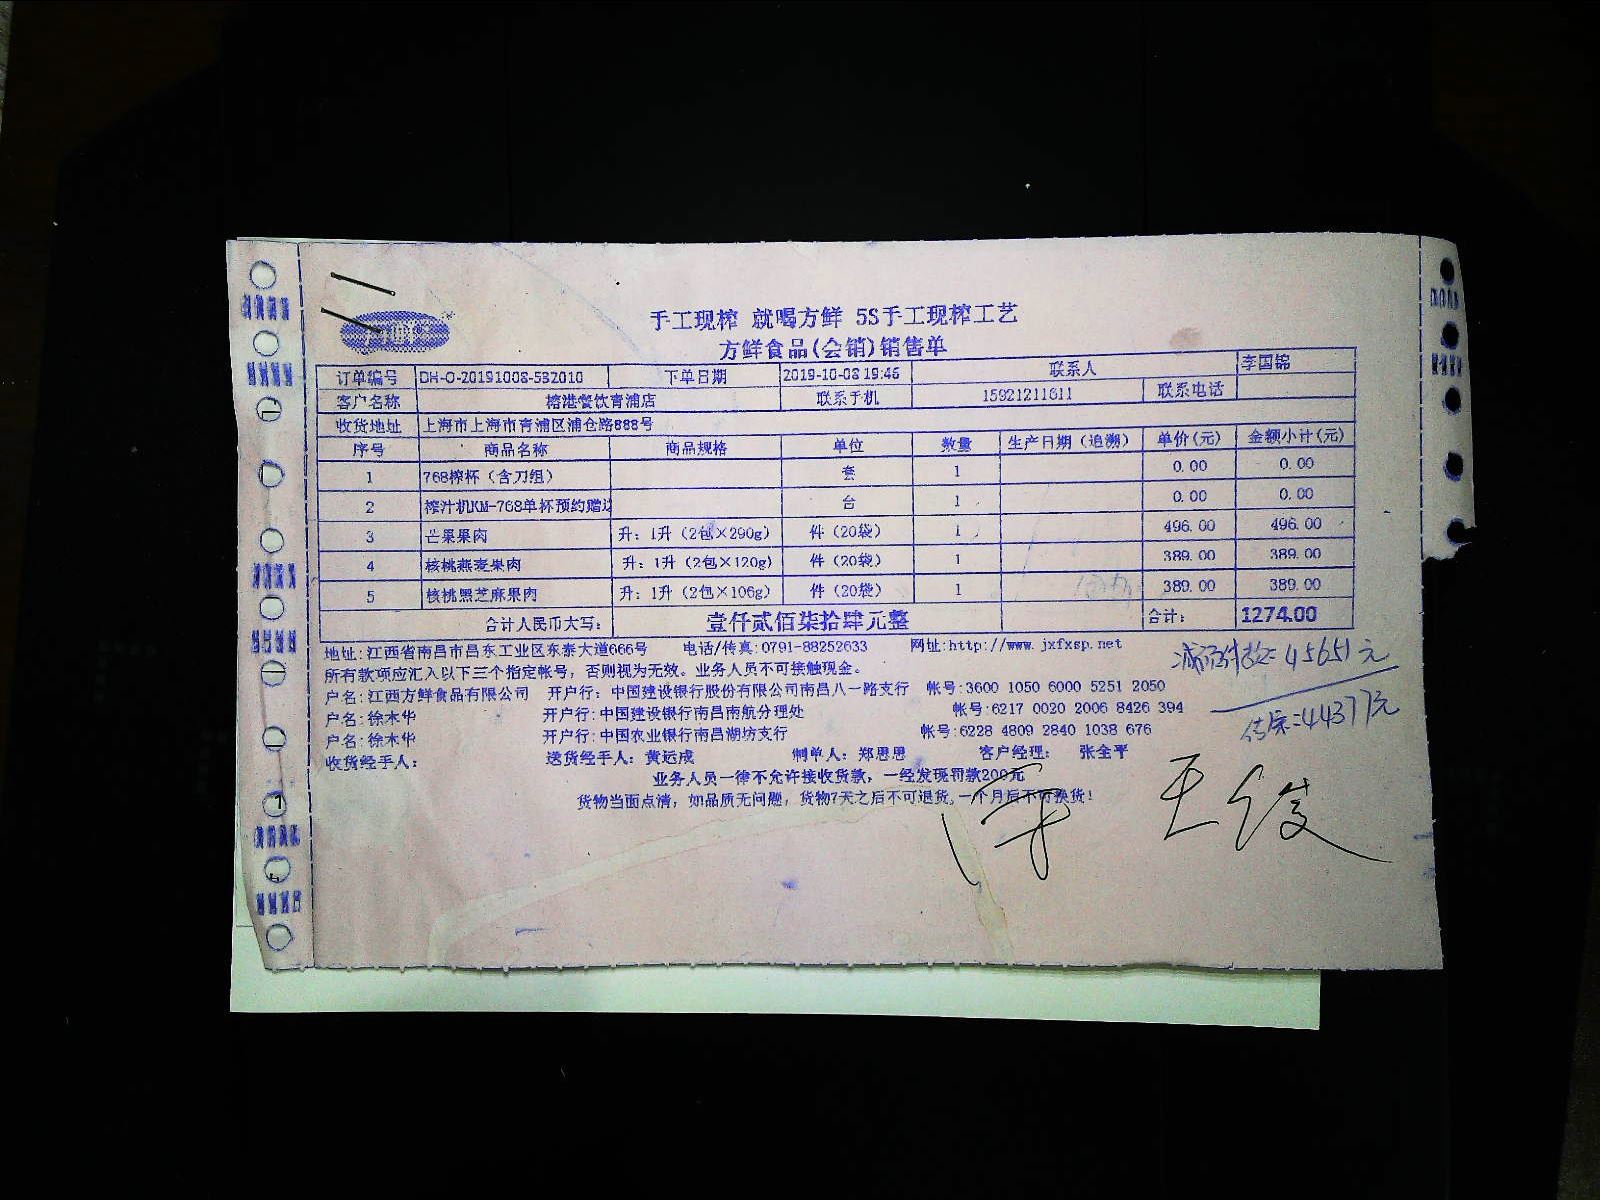 手工现榨 就喝方鲜 5S手工现榨工艺
方鲜食品(会销)销售单
订单编号 DH-O-20191008-532010 下单日期 2019-10-08 19:46 联系人 李国锦
客户名称 榕港餐饮青浦店 联系手机 15921211611 联系电话
收货地址 上海市上海市青浦区浦仓路888号
序号 商品名称 商品规格 单位 数量 生产日期（追溯） 单价(元) 金额小计(元)
1 768榨杯（含刀组） 套 1 0.00 0.00
2 榨汁机KM-768单杯预约赠送 台 1 0.00 0.00
3 芒果果肉 升：1升（2包×290g） 件（20袋） 1 496.00 496.00
4 核桃燕麦果肉 升：1升（2包×120g） 件（20袋） 1 389.00 389.00
5 核桃黑芝麻果肉 升：1升（2包×106g） 件（20袋） 1 389.00 389.00
合计人民币大写： 壹仟贰佰柒拾肆元整 合计： 1274.00
地址:江西省南昌市昌东工业区东泰大道666号 电话/传真:0791-88252633 网址:http://www.jxfxsp.net
45651元
所有款项应汇入以下三个指定帐号，否则视为无效。业务人员不可接触现金。
户名:江西方鲜食品有限公司 开户行：中国建设银行股份有限公司南昌八一路支行 帐号:3600 1050 6000 5251 2050
户名:徐木华 开户行:中国建设银行南昌南航分理处 帐号:6217 0020 2006 8426 394
44377元
户名:徐木华 开户行:中国农业银行南昌湖坊支行 帐号:6228 4809 2840 1038 676
收货经手人： 送货经手人：黄远成 制单人：郑思思 客户经理： 张全平
业务人员一律不允许接收货款，一经发现罚款200元
货物当面点清，如品质无问题，货物7天之后不可退货,一个月后不可换货!